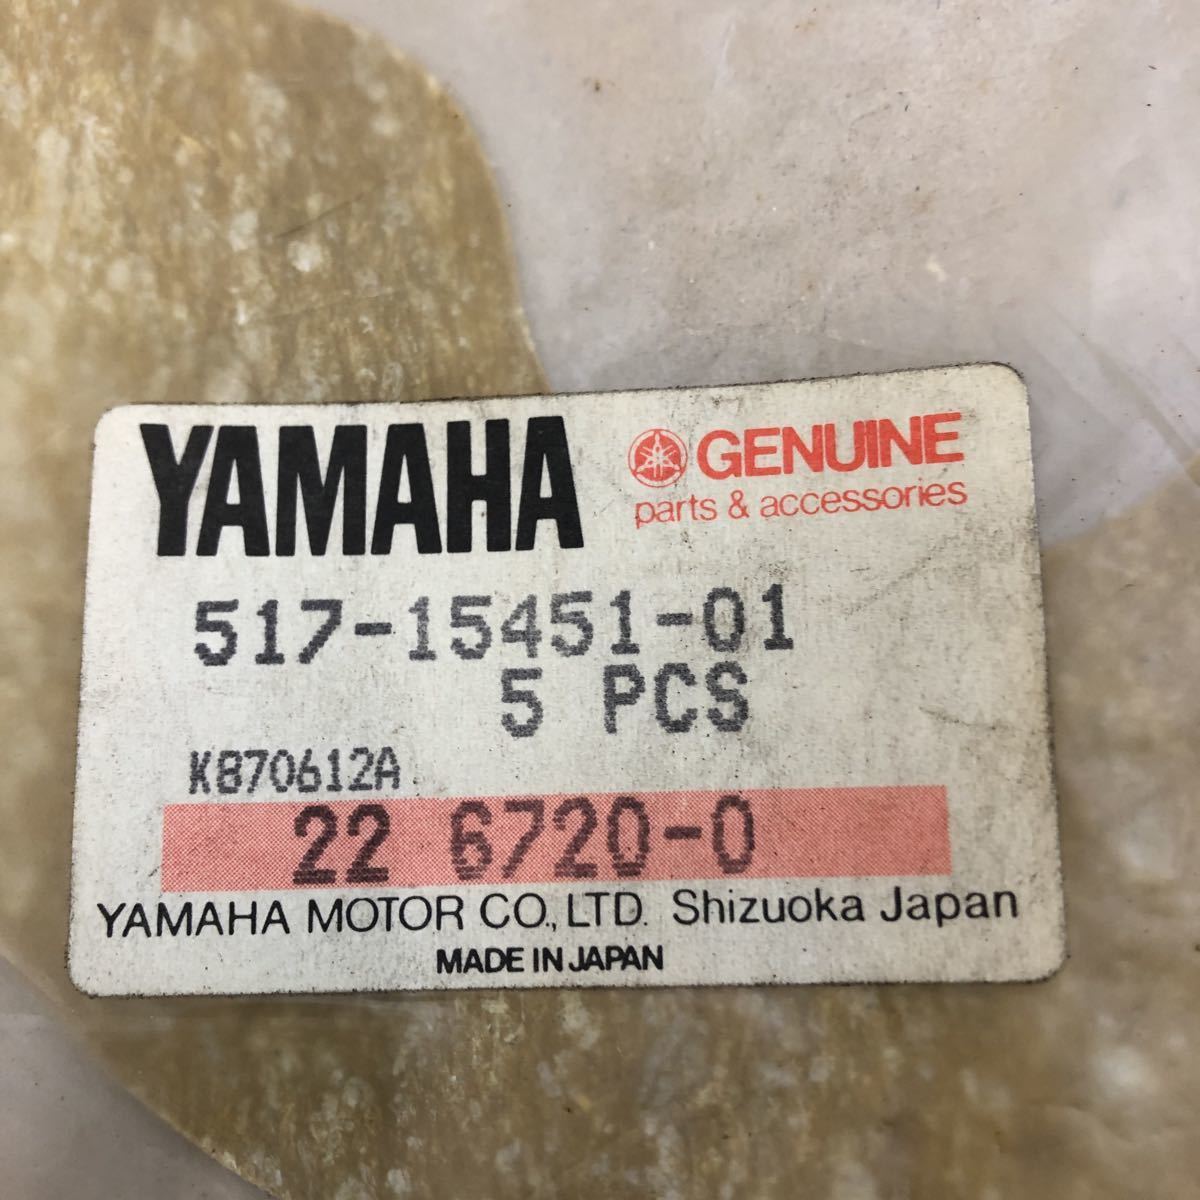 YAMAHA
GENUINE
parts & accessories
517-15451-01
5 PCS
K870612A
22 6720-0
YAMAHA MOTOR CO., LTD. Shizuoka Japan
MADE IN JAPAN